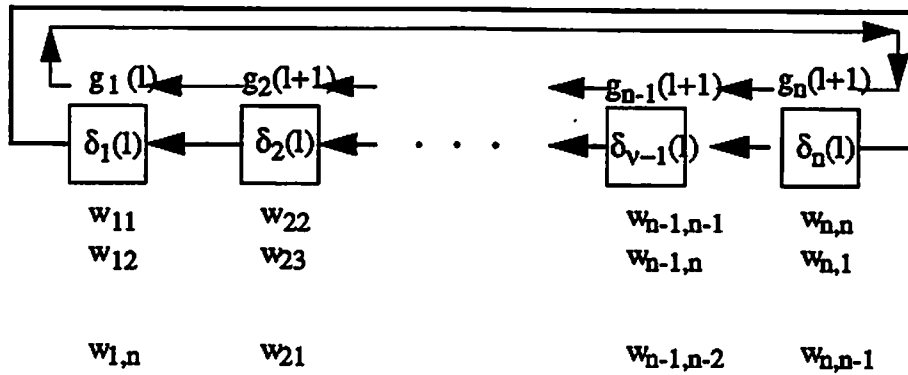 g₁(l) g₂(l+1) gₙ₋₁(l+1) gₙ(l+1)
δ₁(l) δ₂(l) . . . δᵥ₋₁(l) δₙ(l)
w₁₁ w₂₂ wₙ₋₁,ₙ₋₁ wₙ,ₙ
w₁₂ w₂₃ wₙ₋₁,ₙ wₙ,₁
w₁,ₙ w₂₁ wₙ₋₁,ₙ₋₂ wₙ,ₙ₋₁